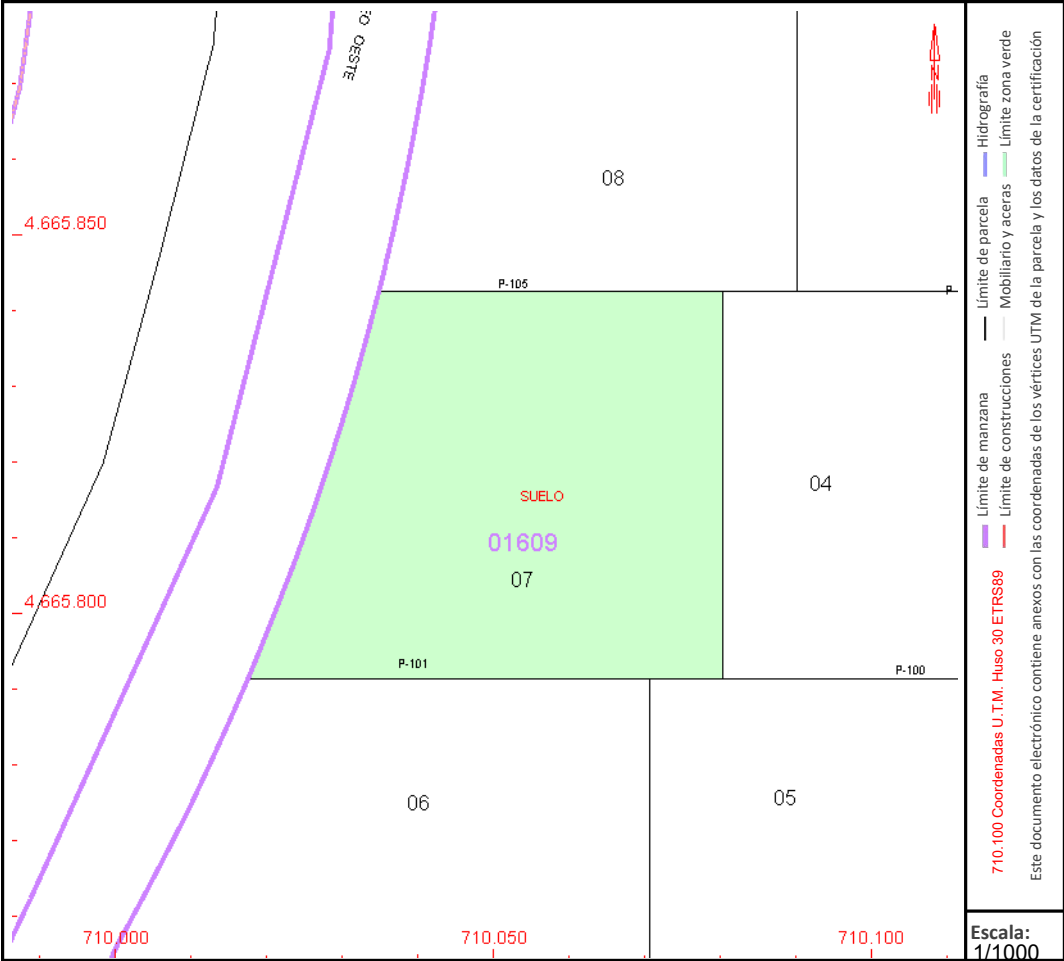 EO OESTE
4.665.850
08
P-105
P
04
SUELO
01609
07
4.665.800
P-101
P-100
06
05
710.000
710.050
710.100
N
Hidrografía
Límite zona verde
Límite de parcela
Mobiliario y aceras
Límite de manzana
Límite de construcciones
710.100 Coordenadas U.T.M. Huso 30 ETRS89
Este documento electrónico contiene anexos con las coordenadas de los vértices UTM de la parcela y los datos de la certificación
Escala:
1/1000